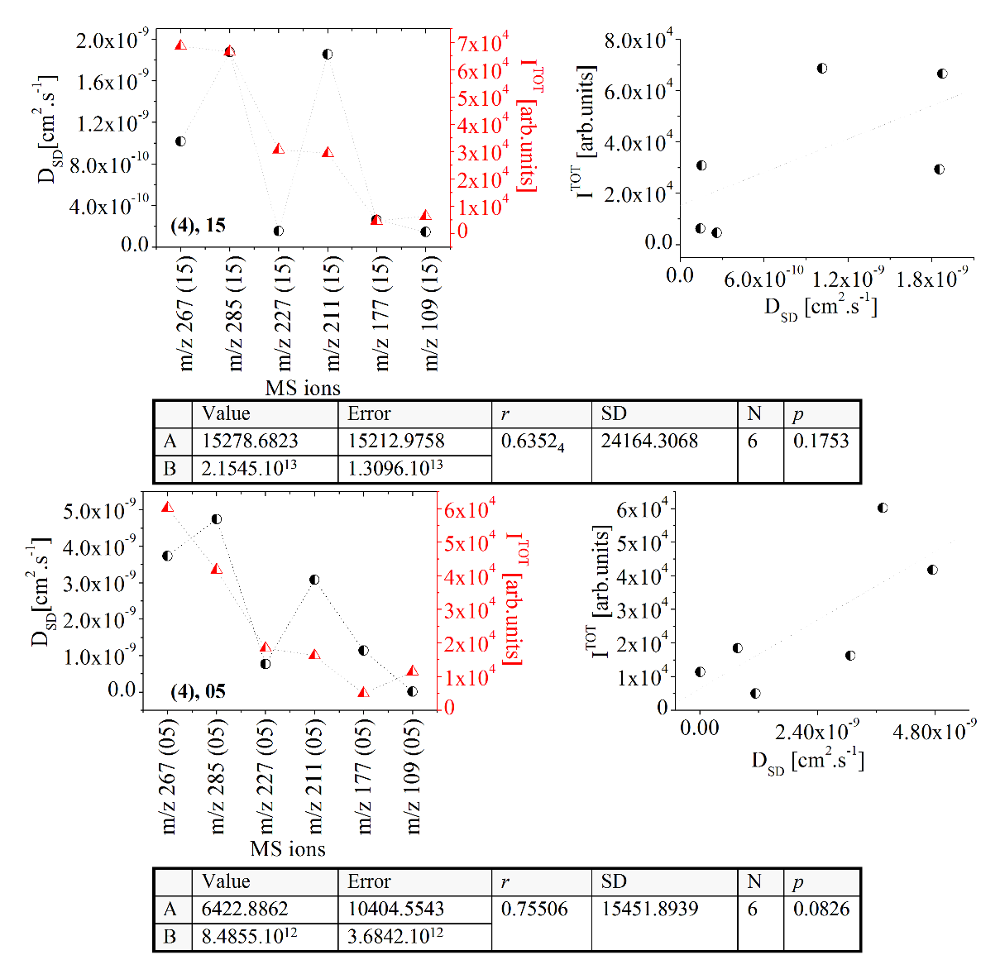 2.0x10⁻⁹
1.6x10⁻⁹
1.2x10⁻⁹
8.0x10⁻¹⁰
4.0x10⁻¹⁰
0.0
D_SD[cm².s⁻¹]
(4), 15
7x10⁴
6x10⁴
5x10⁴
4x10⁴
3x10⁴
2x10⁴
1x10⁴
0
I^TOT [arb.units]
m/z 267 (15)
m/z 285 (15)
m/z 227 (15)
m/z 211 (15)
m/z 177 (15)
m/z 109 (15)
MS ions
8.0x10⁴
6.0x10⁴
4.0x10⁴
2.0x10⁴
0.0
I^TOT [arb.units]
0.0 6.0x10⁻¹⁰ 1.2x10⁻⁹ 1.8x10⁻⁹
D_SD [cm².s⁻¹]
Value Error r SD N p
A 15278.6823 15212.9758 0.6352₄ 24164.3068 6 0.1753
B 2.1545.10¹³ 1.3096.10¹³
5.0x10⁻⁹
4.0x10⁻⁹
3.0x10⁻⁹
2.0x10⁻⁹
1.0x10⁻⁹
0.0
D_SD[cm².s⁻¹]
(4), 05
6x10⁴
5x10⁴
4x10⁴
3x10⁴
2x10⁴
1x10⁴
0
I^TOT [arb.units]
m/z 267 (05)
m/z 285 (05)
m/z 227 (05)
m/z 211 (05)
m/z 177 (05)
m/z 109 (05)
MS ions
6x10⁴
5x10⁴
4x10⁴
3x10⁴
2x10⁴
1x10⁴
0
I^TOT [arb.units]
0.00 2.40x10⁻⁹ 4.80x10⁻⁹
D_SD [cm².s⁻¹]
Value Error r SD N p
A 6422.8862 10404.5543 0.75506 15451.8939 6 0.0826
B 8.4855.10¹² 3.6842.10¹²